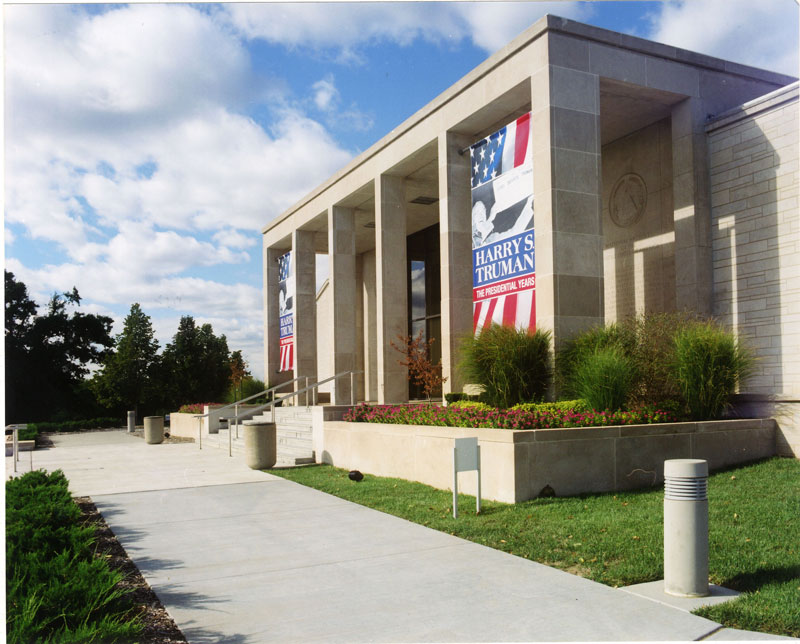 HARRY S.
TRUMAN
THE PRESIDENTIAL YEARS